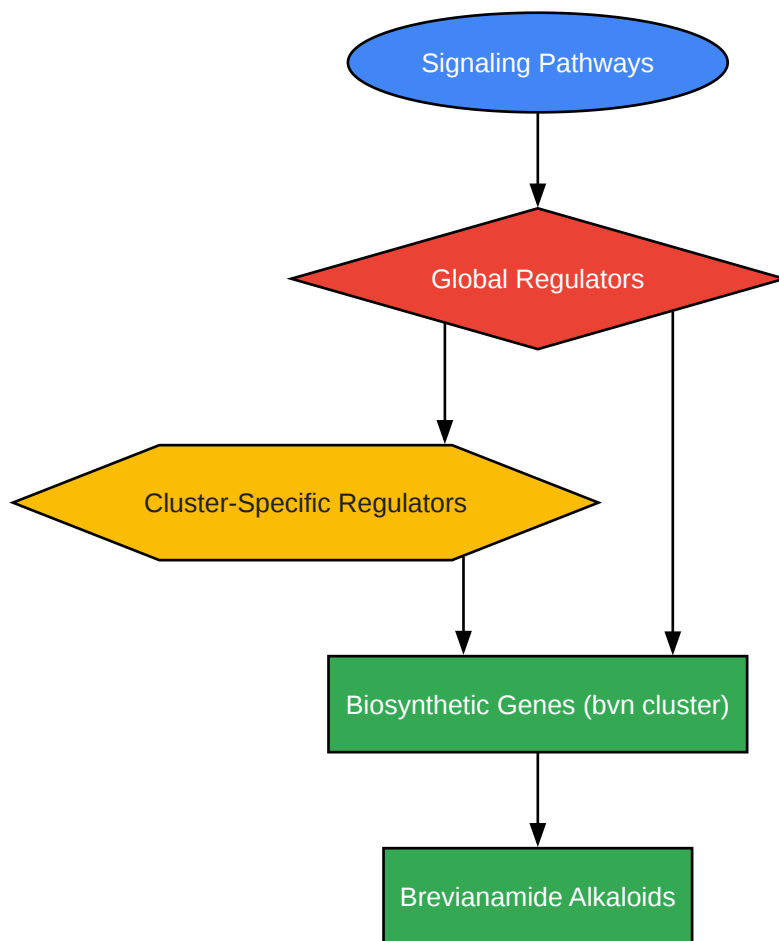 Signaling Pathways
Global Regulators
Cluster-Specific Regulators
Biosynthetic Genes (bvn cluster)
Brevianamide Alkaloids